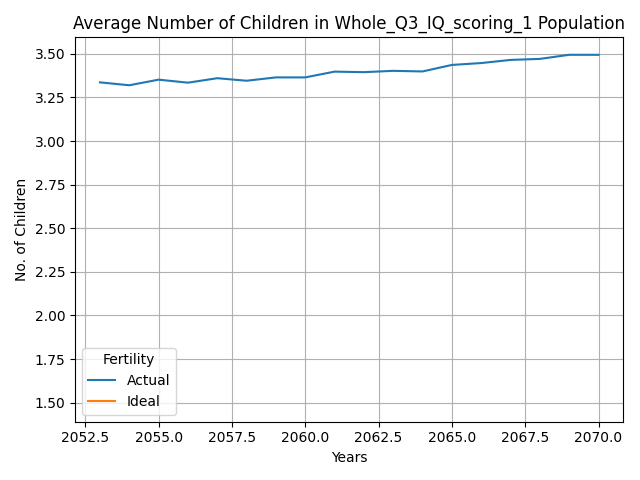 Average Number of Children in Whole_Q3_IQ_scoring_1 Population
No. of Children
3.50
3.25
3.00
2.75
2.50
2.25
2.00
1.75
1.50
Fertility
Actual
Ideal
2052.5 2055.0 2057.5 2060.0 2062.5 2065.0 2067.5 2070.0
Years